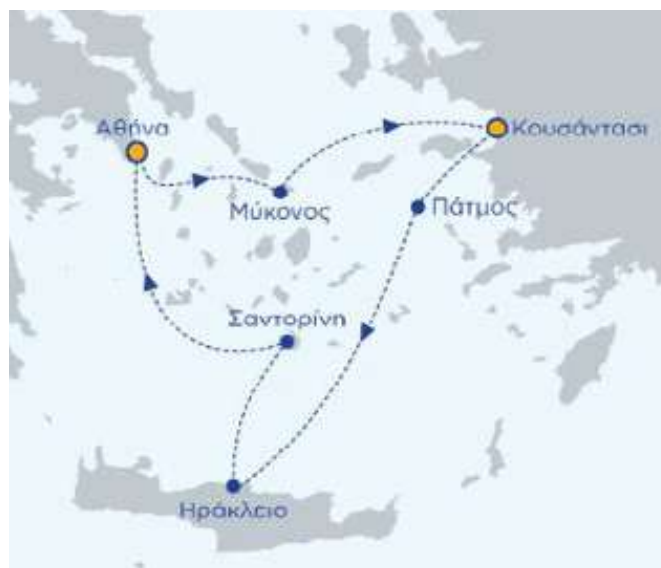 Αθήνα
Κουσάντασι
Μύκονος
Πάτμος
Σαντορίνη
Ηράκλειο